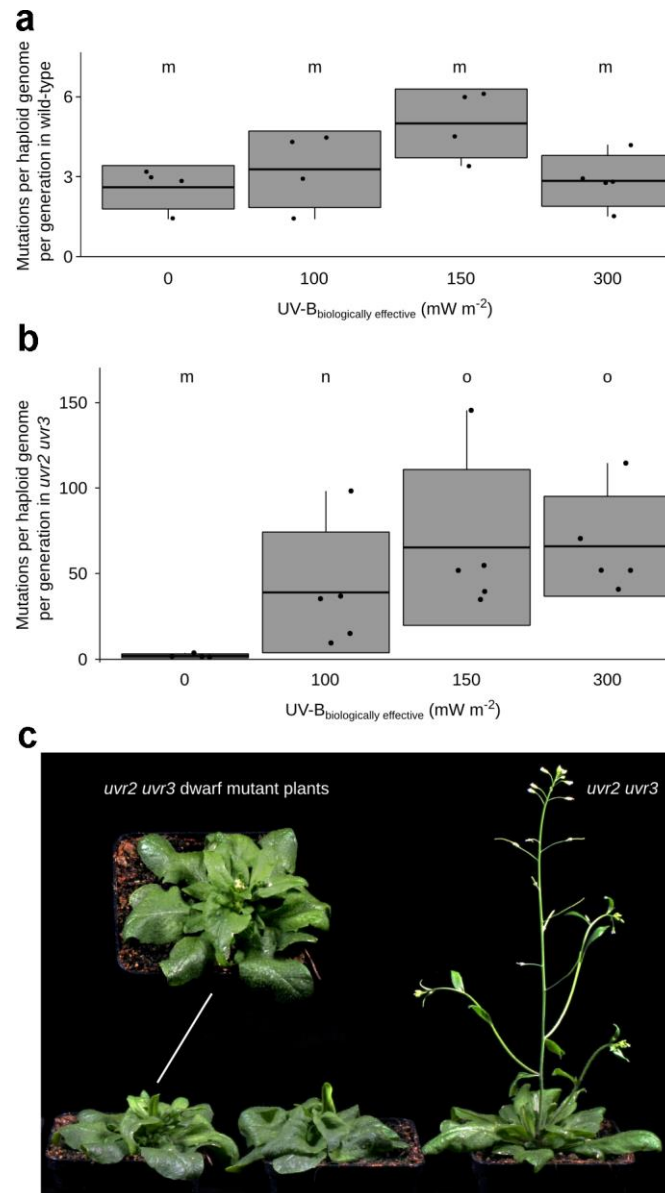 a
Mutations per haploid genome
per generation in wild-type
m m m m
6
3
0
0 100 150 300
UV-Bbiologically effective (mW m-2)
b
Mutations per haploid genome
per generation in uvr2 uvr3
m n o o
150
100
50
0
0 100 150 300
UV-Bbiologically effective (mW m-2)
c
uvr2 uvr3 dwarf mutant plants uvr2 uvr3